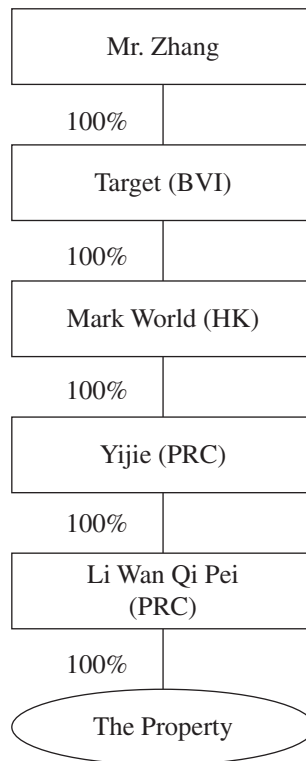 Mr. Zhang
100%
Target (BVI)
100%
Mark World (HK)
100%
Yijie (PRC)
100%
Li Wan Qi Pei
(PRC)
100%
The Property